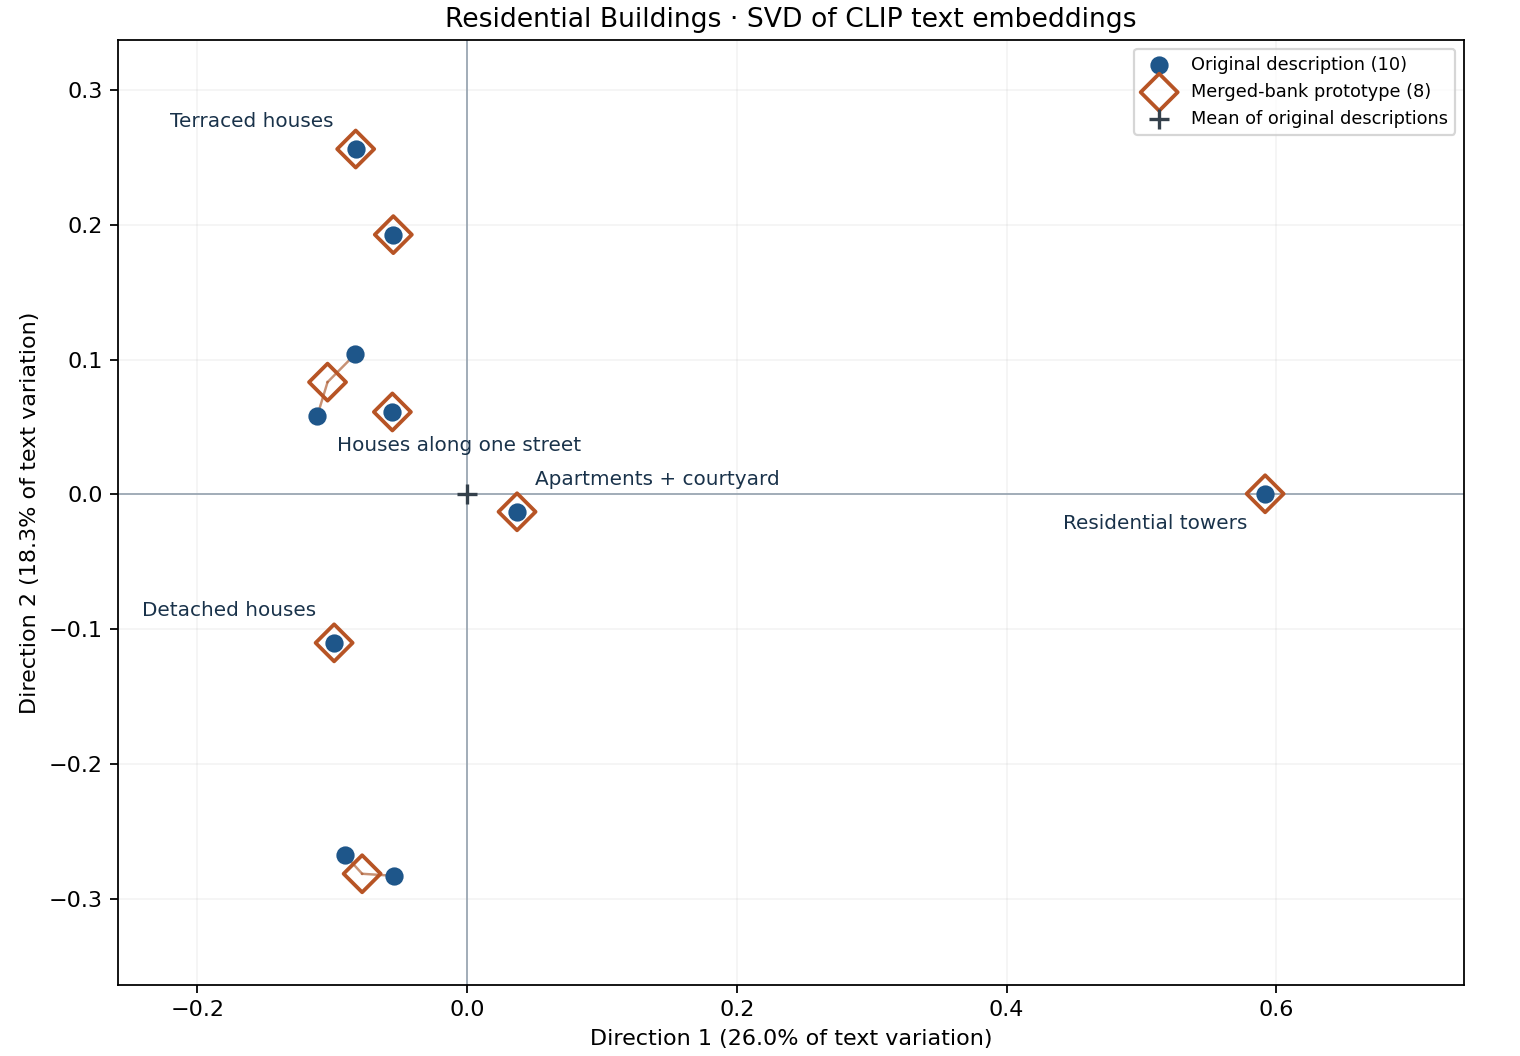 Residential Buildings · SVD of CLIP text embeddings
Original description (10)
Merged-bank prototype (8)
Mean of original descriptions
Terraced houses
Houses along one street
Apartments + courtyard
Residential towers
Detached houses
0.3
0.2
0.1
0.0
−0.1
−0.2
−0.3
Direction 2 (18.3% of text variation)
−0.2
0.0
0.2
0.4
0.6
Direction 1 (26.0% of text variation)